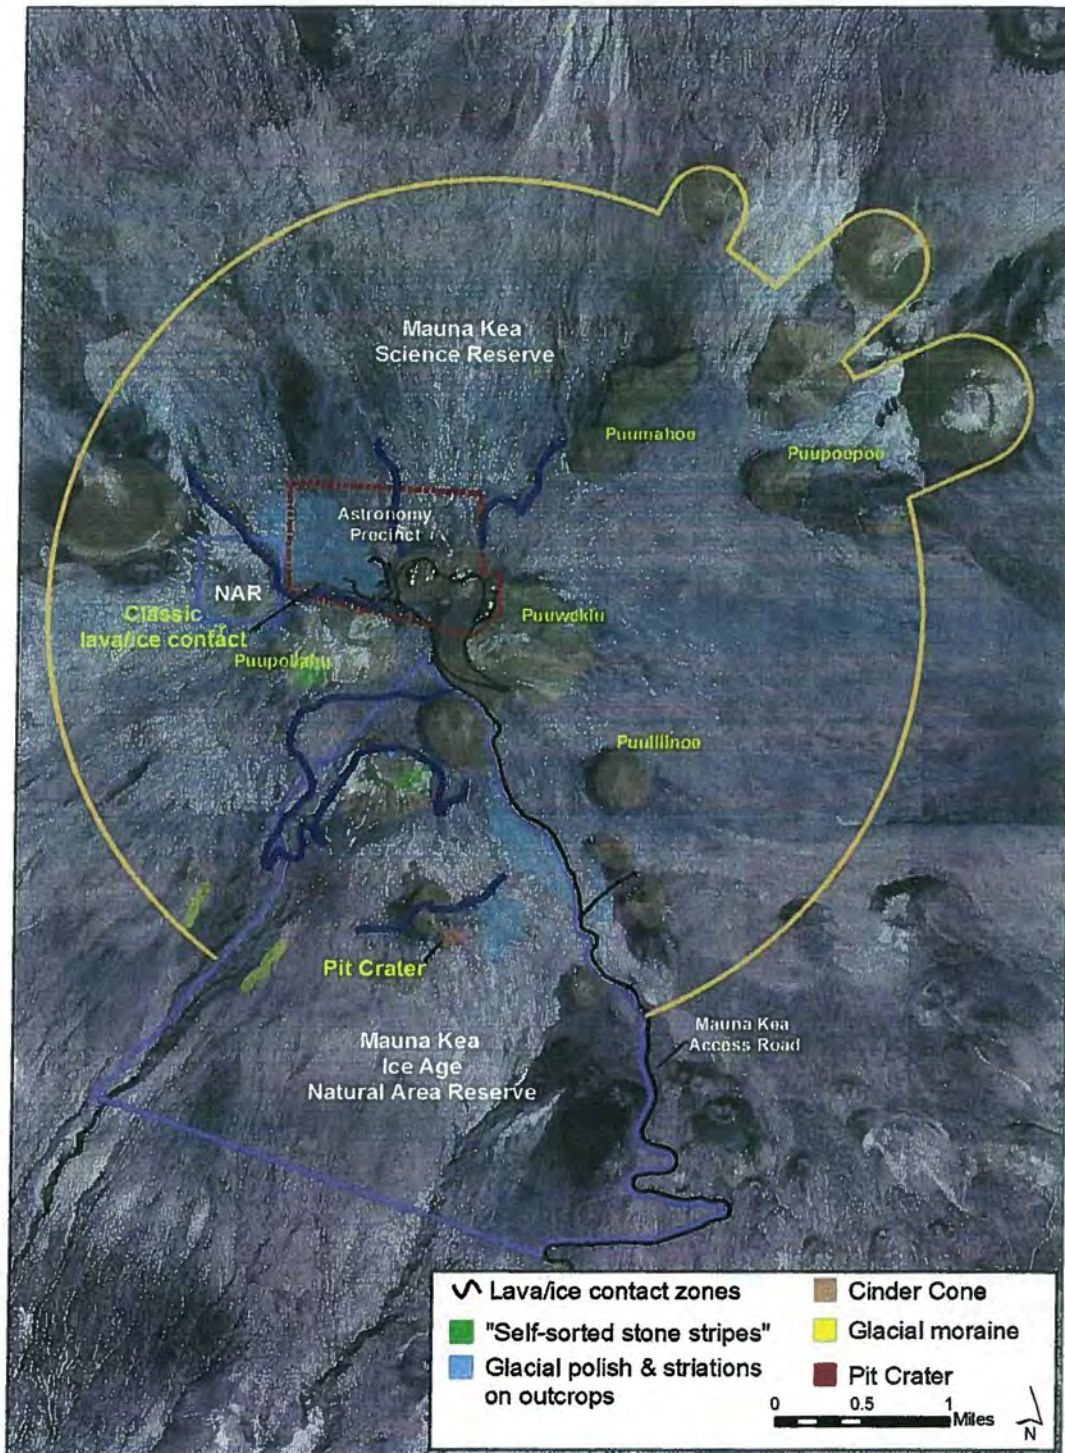 Mauna Kea
Science Reserve
Puumahoe
Puupoepoe
Astronomy
Precinct
NAR
Classic
lava/ice contact
Puuwekiu
Puupoliahu
Puulilinoe
Pit Crater
Mauna Kea
Access Road
Mauna Kea
Ice Age
Natural Area Reserve
Lava/ice contact zones
"Self-sorted stone stripes"
Glacial polish & striations
on outcrops
Cinder Cone
Glacial moraine
Pit Crater
0 0.5 1
Miles
N